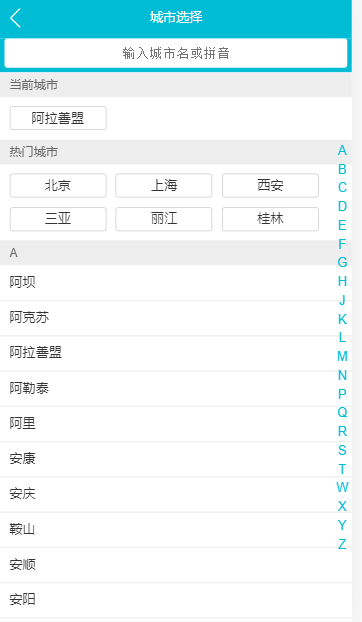 城市选择
输入城市名或拼音
当前城市
阿拉善盟
热门城市
北京 上海 西安
三亚 丽江 桂林
A
阿坝
阿克苏
阿拉善盟
阿勒泰
阿里
安康
安庆
鞍山
安顺
安阳
A
B
C
D
E
F
G
H
J
K
L
M
N
P
Q
R
S
T
W
X
Y
Z